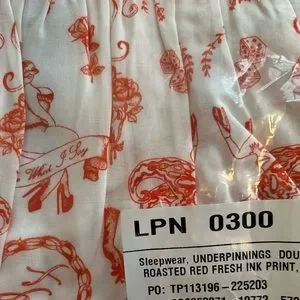 What I Say
LPN 0300
Sleepwear, UNDERPINNINGS DOU
ROASTED RED FRESH INK PRINT,
PO: TP113196-225203